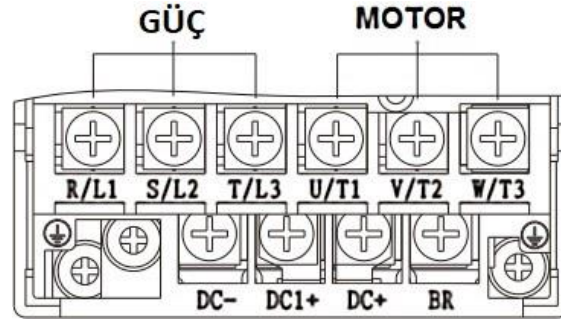 GÜÇ MOTOR
R/L1 S/L2 T/L3 U/T1 V/T2 W/T3
DC- DC1+ DC+ BR